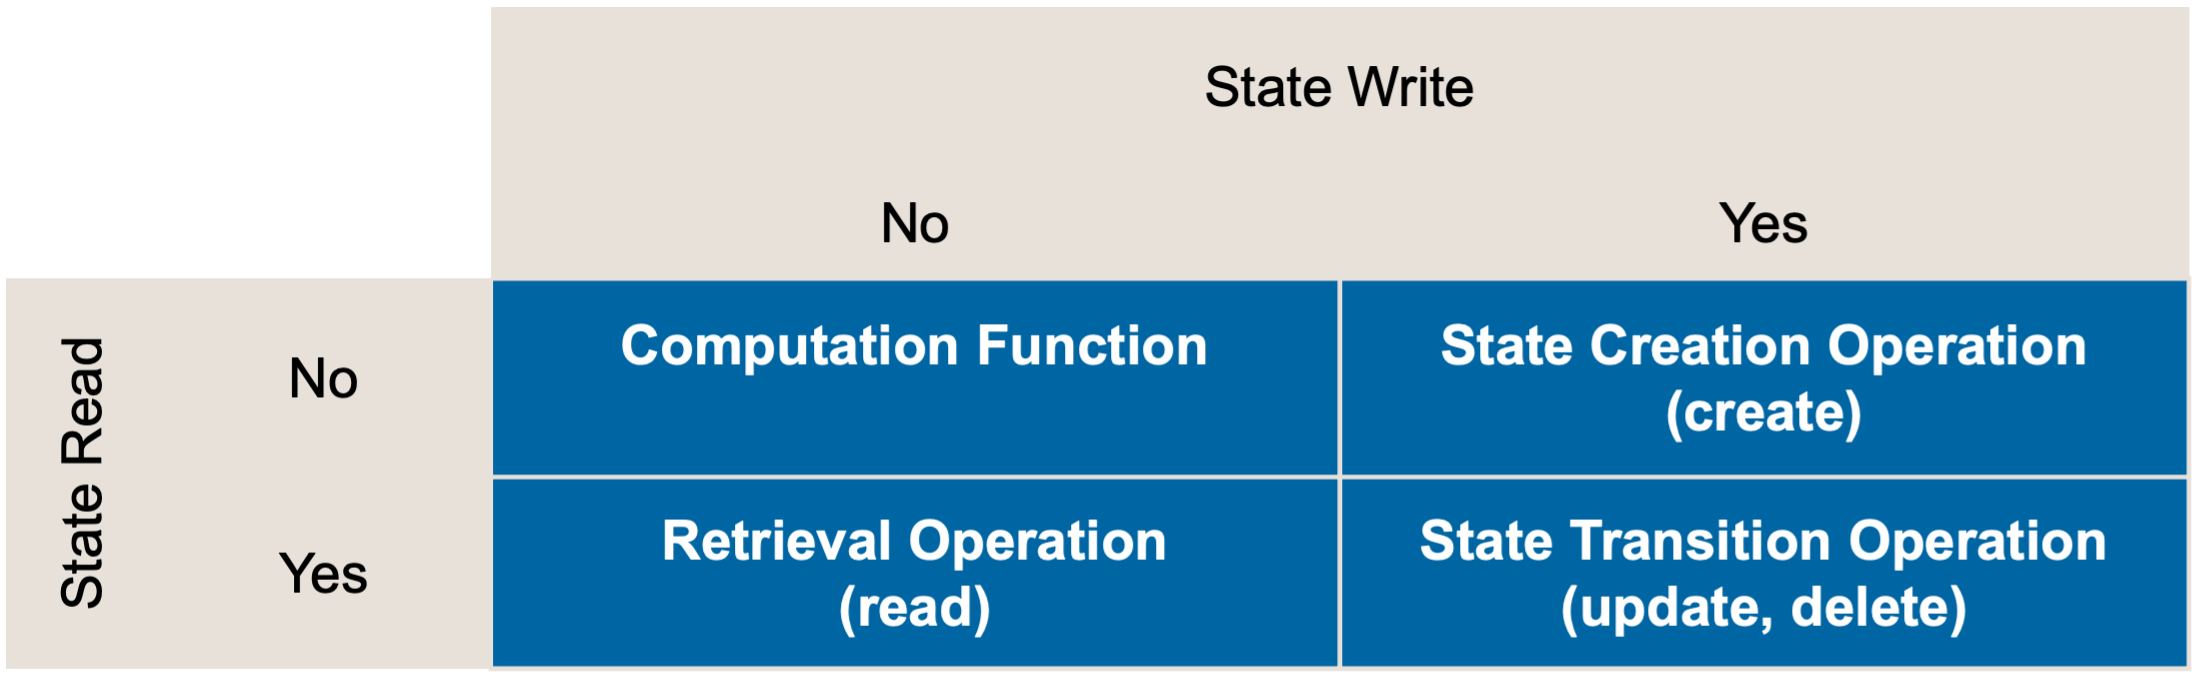 State Write
No
Yes
State Read
No
Computation Function
State Creation Operation
(create)
Yes
Retrieval Operation
(read)
State Transition Operation
(update, delete)